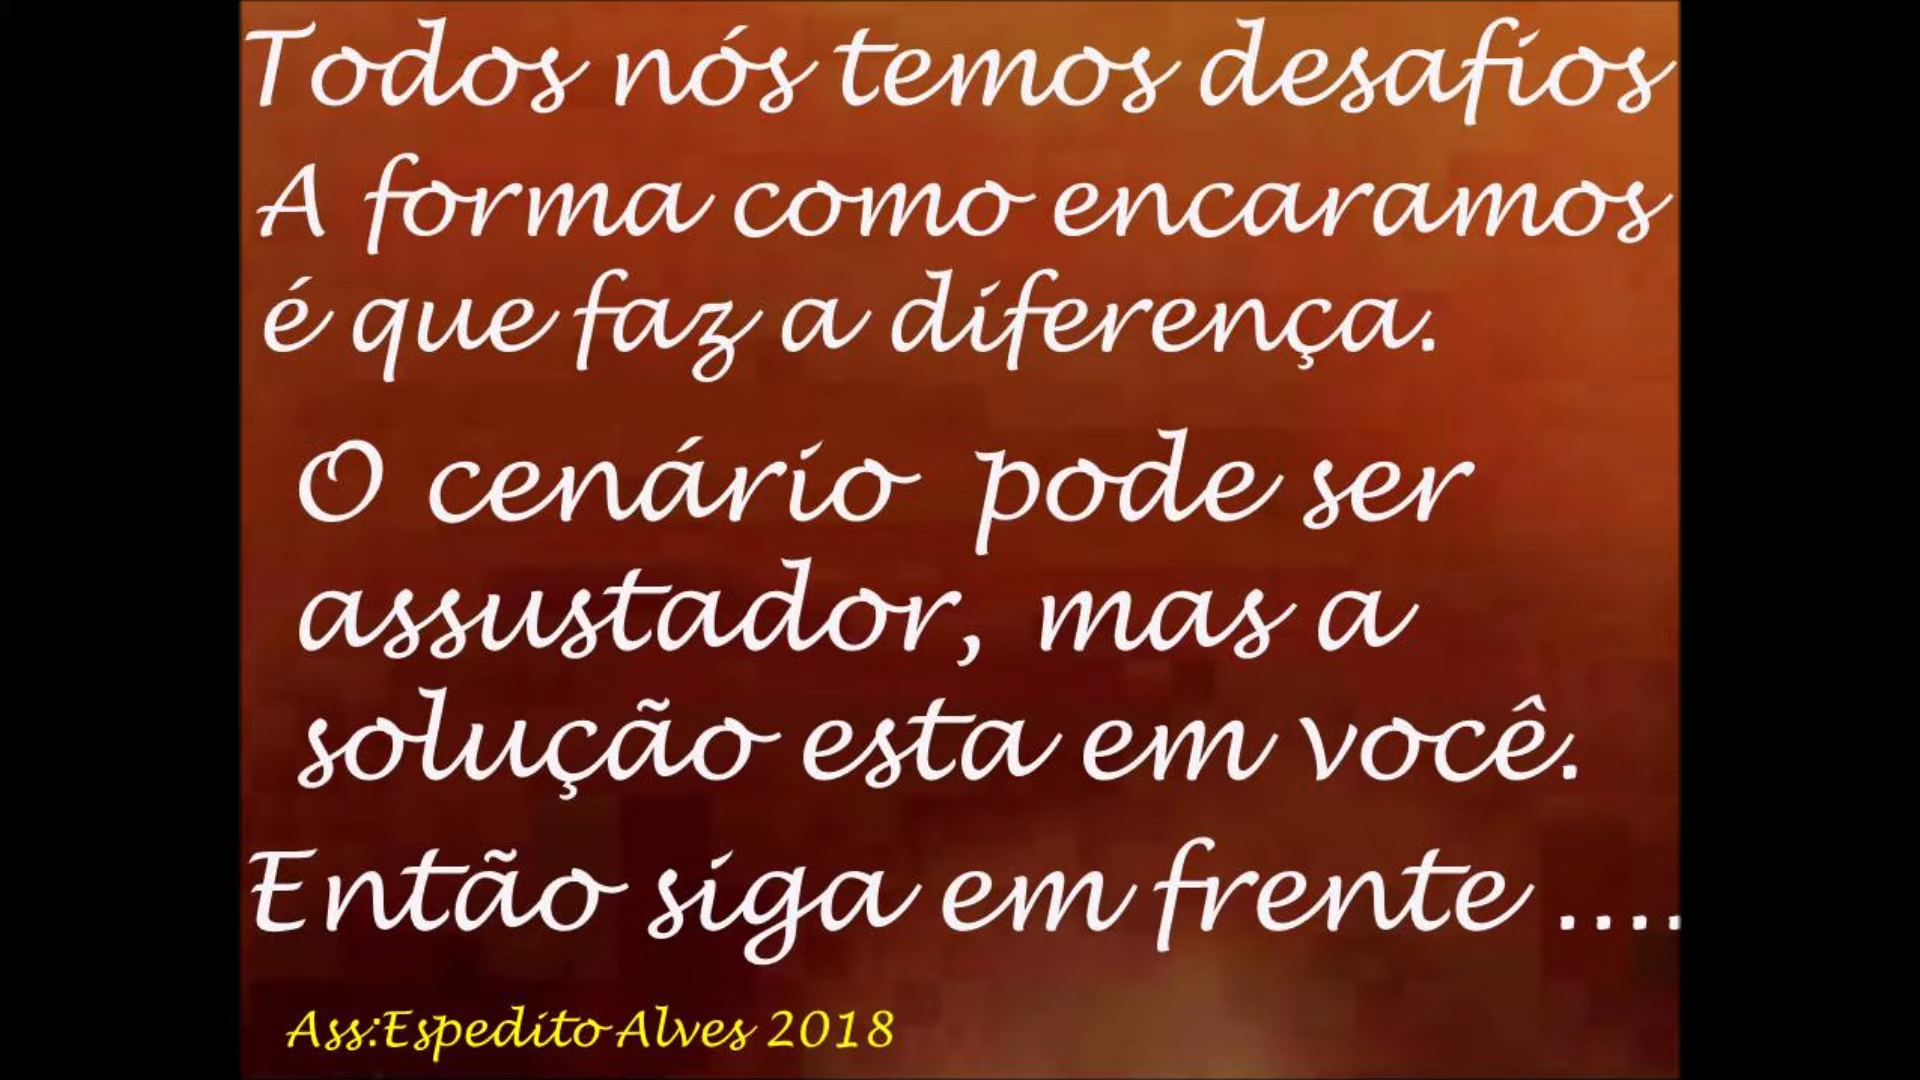 Todos nós temos desafios
A forma como encaramos
é que faz a diferença.
O cenário pode ser
assustador, mas a
solução esta em você.
Então siga em frente ....
Ass:Espedito Alves 2018